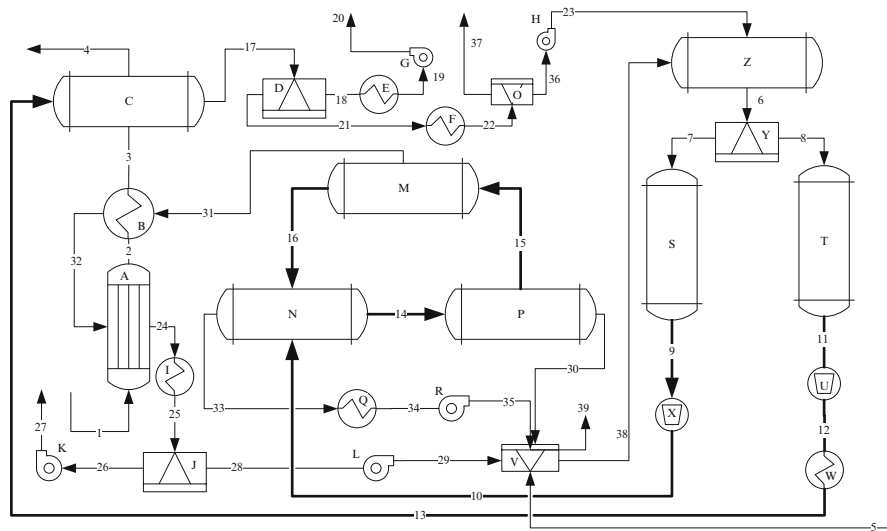 23
20 37 H
4 17 G 36 Z
19
C D E O
18 6
21 F 22 7 Y 8
3
M
31
B 16 15 S T
32 2
A
N 14 P
24 9 11
I 30
33 Q 34 R 35 39 38 X U
1 25
27 12
K L
26 J 28 29 V W
10
13
5